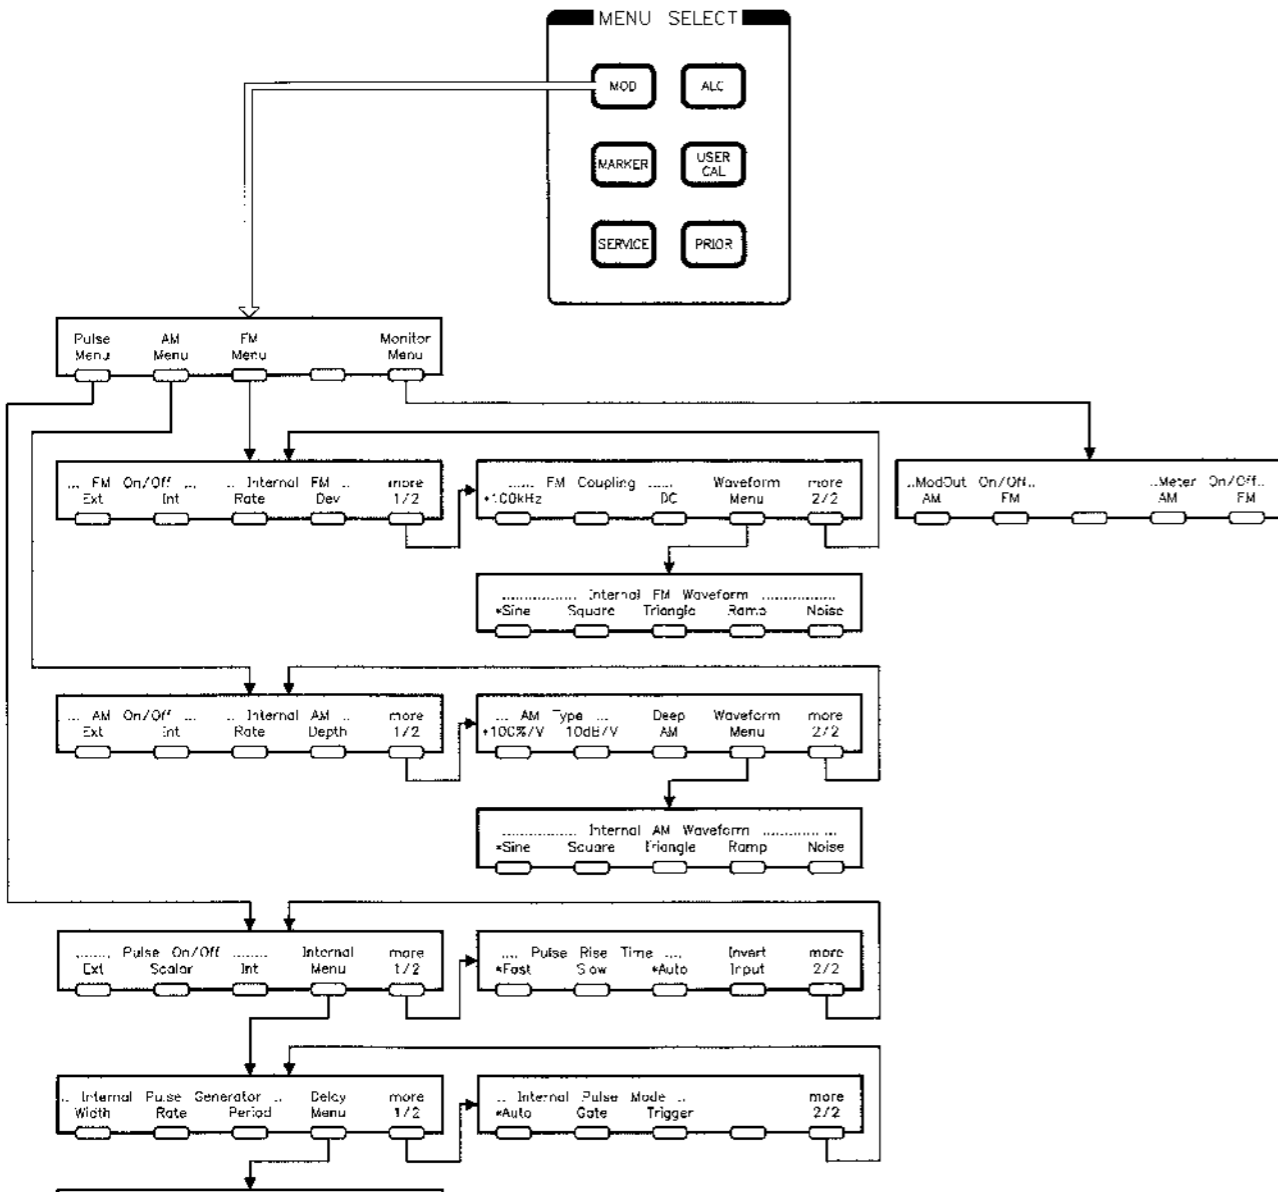 MENU SELECT
MOD ALC
MARKER USER CAL
SERVICE PRIOR
Pulse AM FM Monitor
Menu Menu Menu Menu
... FM On/Off ... .. Internal FM .. more
Ext Int Rate Dev 1/2
...... FM Coupling ...... Waveform more
*100kHz DC Menu 2/2
..ModOut On/Off.. ..Meter On/Off..
AM FM AM FM
................ Internal FM Waveform ................
*Sine Square Triangle Ramp Noise
... AM On/Off ... .. Internal AM .. more
Ext Int Rate Depth 1/2
... AM Type ... Deep Waveform more
*100%/V 10dB/V AM Menu 2/2
................ Internal AM Waveform ................
*Sine Square Triangle Ramp Noise
....... Pulse On/Off ........ Internal more
Ext Scalar Int Menu 1/2
.... Pulse Rise Time .... Invert more
*Fast Slow *Auto Input 2/2
.. Internal Pulse Generator .. Delay more
Width Rate Period Menu 1/2
.. Internal Pulse Mode .. more
*Auto Gate Trigger 2/2